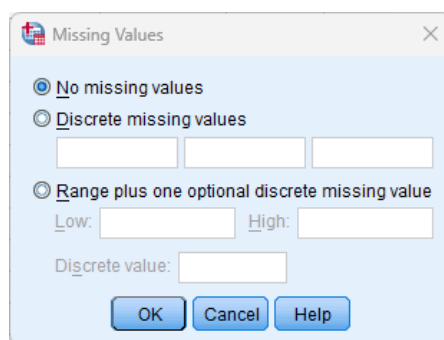 Missing Values
No missing values
Discrete missing values
Range plus one optional discrete missing value
Low: High:
Discrete value:
OK Cancel Help